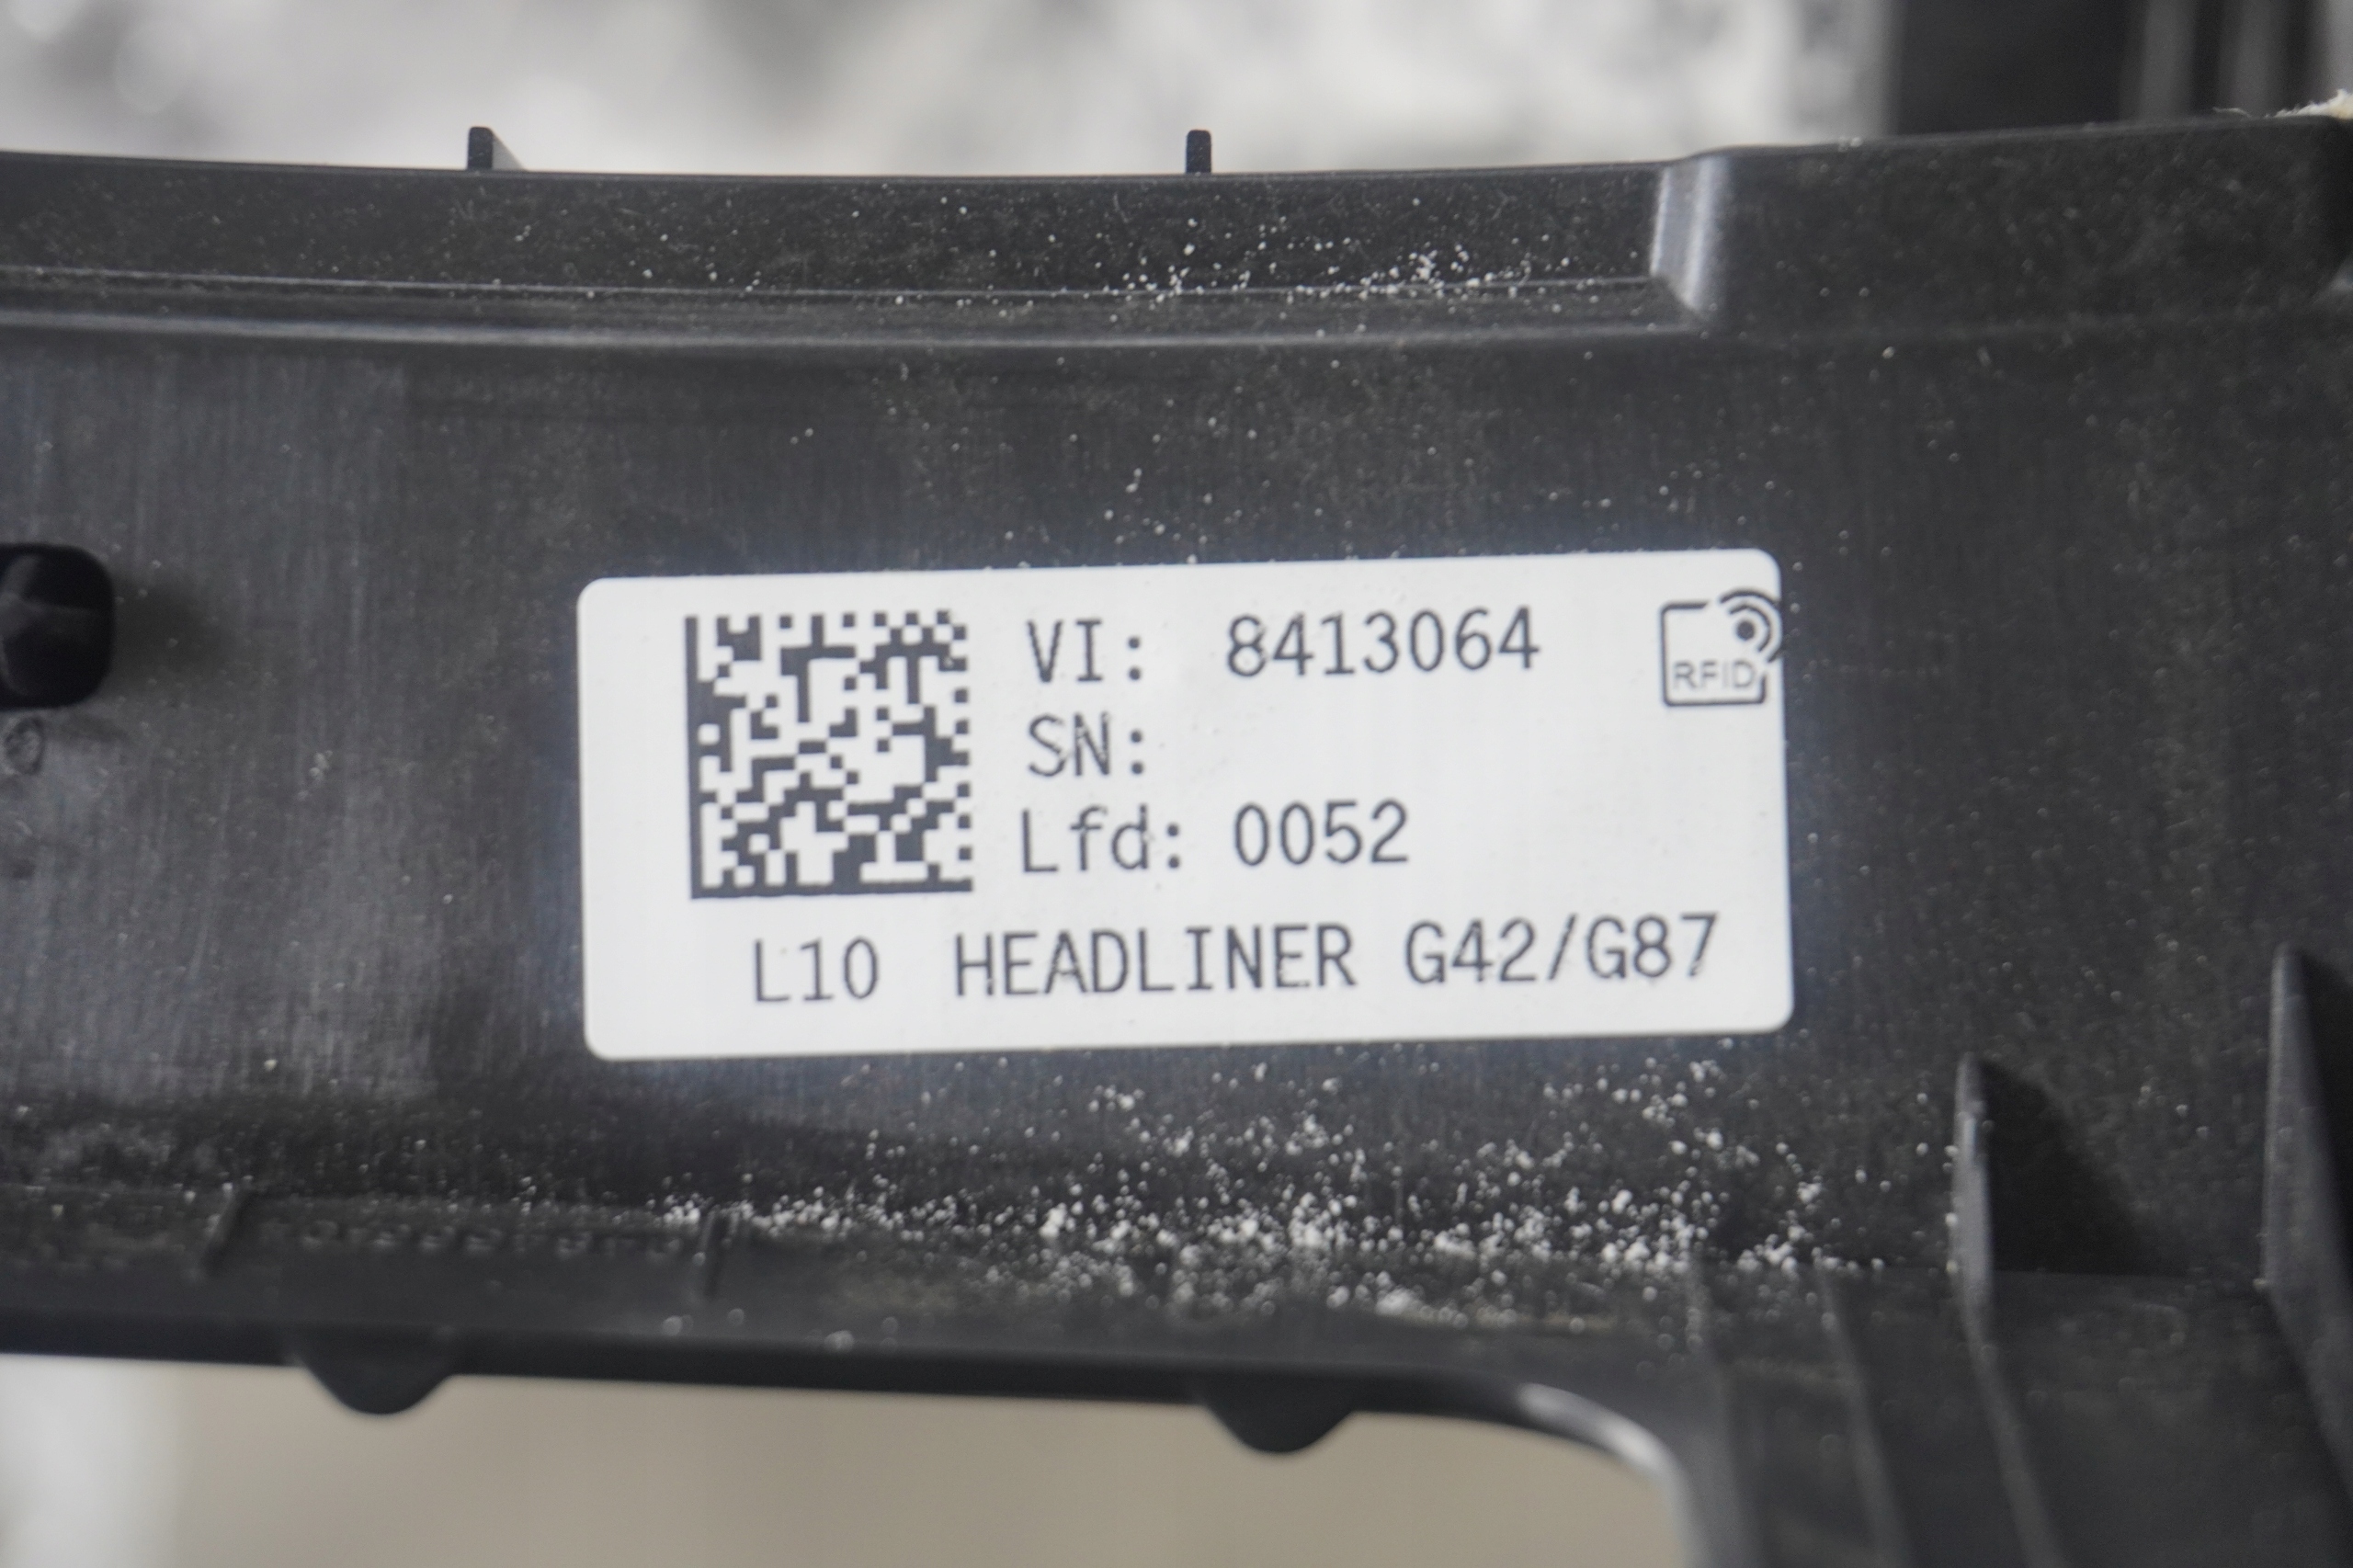 VI: 8413064
RFID
SN:
Lfd: 0052
L10 HEADLINER G42/G87